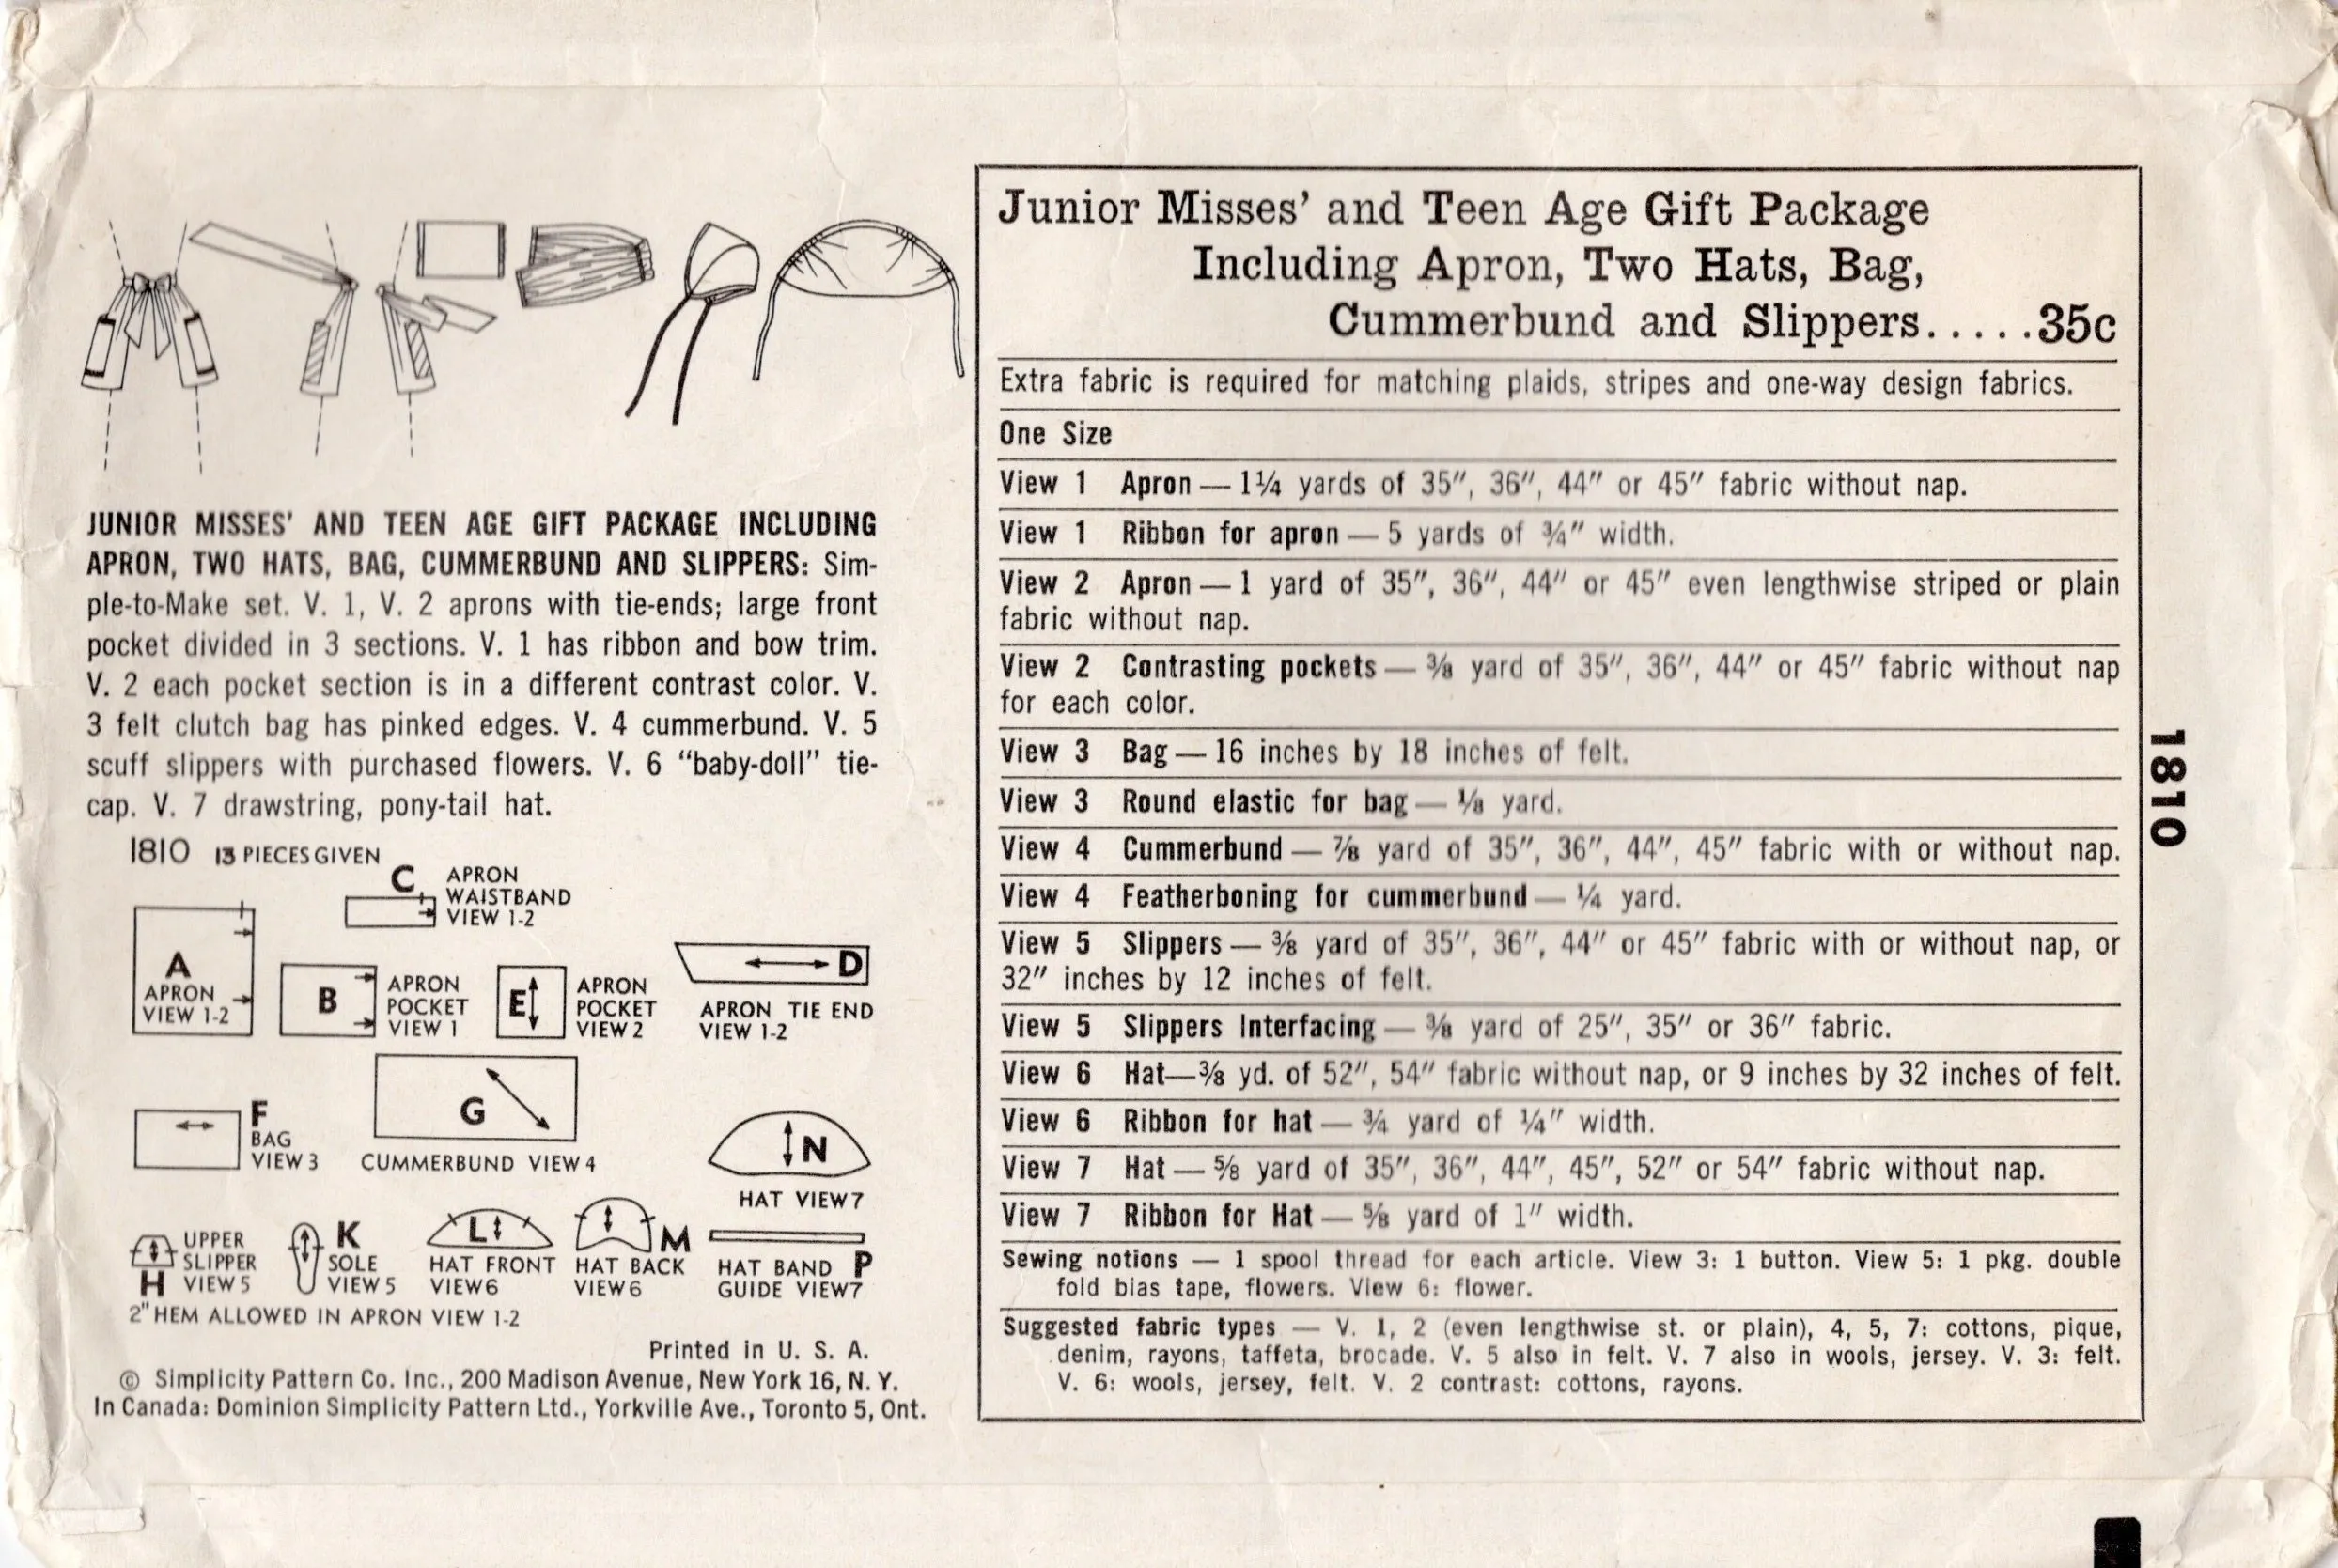 JUNIOR MISSES' AND TEEN AGE GIFT PACKAGE INCLUDING
APRON, TWO HATS, BAG, CUMMERBUND AND SLIPPERS: Sim-
ple-to-Make set. V. 1, V. 2 aprons with tie-ends; large front
pocket divided in 3 sections. V. 1 has ribbon and bow trim.
V. 2 each pocket section is in a different contrast color. V.
3 felt clutch bag has pinked edges. V. 4 cummerbund. V. 5
scuff slippers with purchased flowers. V. 6 "baby-doll" tie-
cap. V. 7 drawstring, pony-tail hat.
1810 13 PIECES GIVEN
C APRON
WAISTBAND
VIEW 1-2
A
APRON
VIEW 1-2
B
APRON
POCKET
VIEW 1
E
APRON
POCKET
VIEW 2
D
APRON TIE END
VIEW 1-2
F
BAG
VIEW 3
G
CUMMERBUND VIEW 4
N
HAT VIEW 7
H
UPPER
SLIPPER
VIEW 5
K
SOLE
VIEW 5
L
HAT FRONT
VIEW 6
M
HAT BACK
VIEW 6
HAT BAND P
GUIDE VIEW 7
2" HEM ALLOWED IN APRON VIEW 1-2
Printed in U. S. A.
© Simplicity Pattern Co. Inc., 200 Madison Avenue, New York 16, N. Y.
In Canada: Dominion Simplicity Pattern Ltd., Yorkville Ave., Toronto 5, Ont.
Junior Misses' and Teen Age Gift Package
Including Apron, Two Hats, Bag,
Cummerbund and Slippers.....35c
Extra fabric is required for matching plaids, stripes and one-way design fabrics.
One Size
View 1 Apron — 1¼ yards of 35", 36", 44" or 45" fabric without nap.
View 1 Ribbon for apron — 5 yards of ¾" width.
View 2 Apron — 1 yard of 35", 36", 44" or 45" even lengthwise striped or plain
fabric without nap.
View 2 Contrasting pockets — ⅜ yard of 35", 36", 44" or 45" fabric without nap
for each color.
View 3 Bag — 16 inches by 18 inches of felt.
View 3 Round elastic for bag — ⅛ yard.
View 4 Cummerbund — ⅞ yard of 35", 36", 44", 45" fabric with or without nap.
View 4 Featherboning for cummerbund — ¼ yard.
View 5 Slippers — ⅜ yard of 35", 36", 44" or 45" fabric with or without nap, or
32" inches by 12 inches of felt.
View 5 Slippers Interfacing — ⅜ yard of 25", 35" or 36" fabric.
View 6 Hat—⅜ yd. of 52", 54" fabric without nap, or 9 inches by 32 inches of felt.
View 6 Ribbon for hat — ¾ yard of ¼" width.
View 7 Hat — ⅝ yard of 35", 36", 44", 45", 52" or 54" fabric without nap.
View 7 Ribbon for Hat — ⅝ yard of 1" width.
Sewing notions — 1 spool thread for each article. View 3: 1 button. View 5: 1 pkg. double
fold bias tape, flowers. View 6: flower.
Suggested fabric types — V. 1, 2 (even lengthwise st. or plain), 4, 5, 7: cottons, pique,
denim, rayons, taffeta, brocade. V. 5 also in felt. V. 7 also in wools, jersey. V. 3: felt.
V. 6: wools, jersey, felt. V. 2 contrast: cottons, rayons.
1810